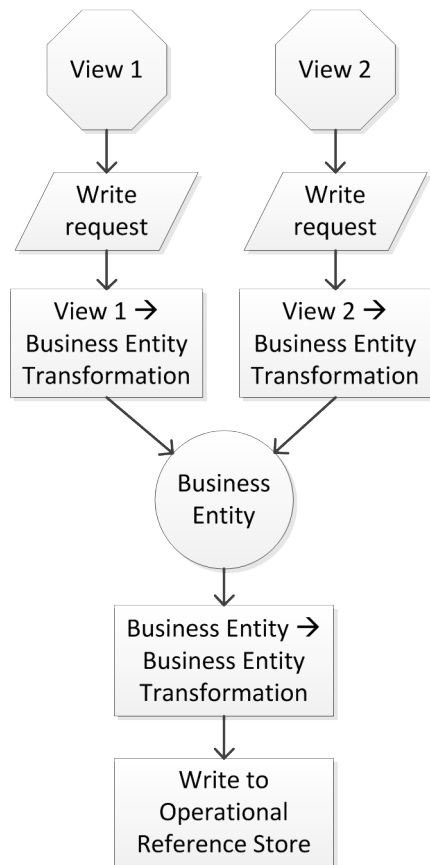 View 1
View 2
Write
request
Write
request
View 1 →
Business Entity
Transformation
View 2 →
Business Entity
Transformation
Business
Entity
Business Entity →
Business Entity
Transformation
Write to
Operational
Reference Store